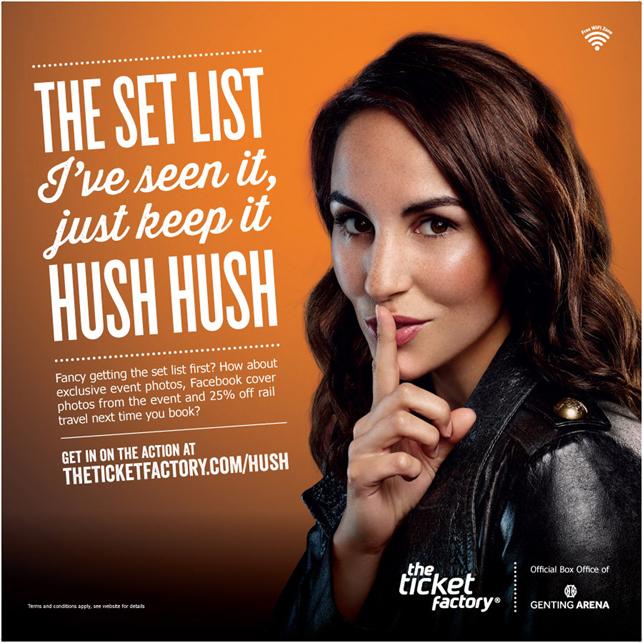 Free WiFi Zone
THE SET LIST
I've seen it,
just keep it
HUSH HUSH
Fancy getting the set list first? How about
exclusive event photos, Facebook cover
photos from the event and 25% off rail
travel next time you book?
GET IN ON THE ACTION AT
THETICKETFACTORY.COM/HUSH
the
ticket
factory®
Official Box Office of
GENTING ARENA
Terms and conditions apply, see website for details